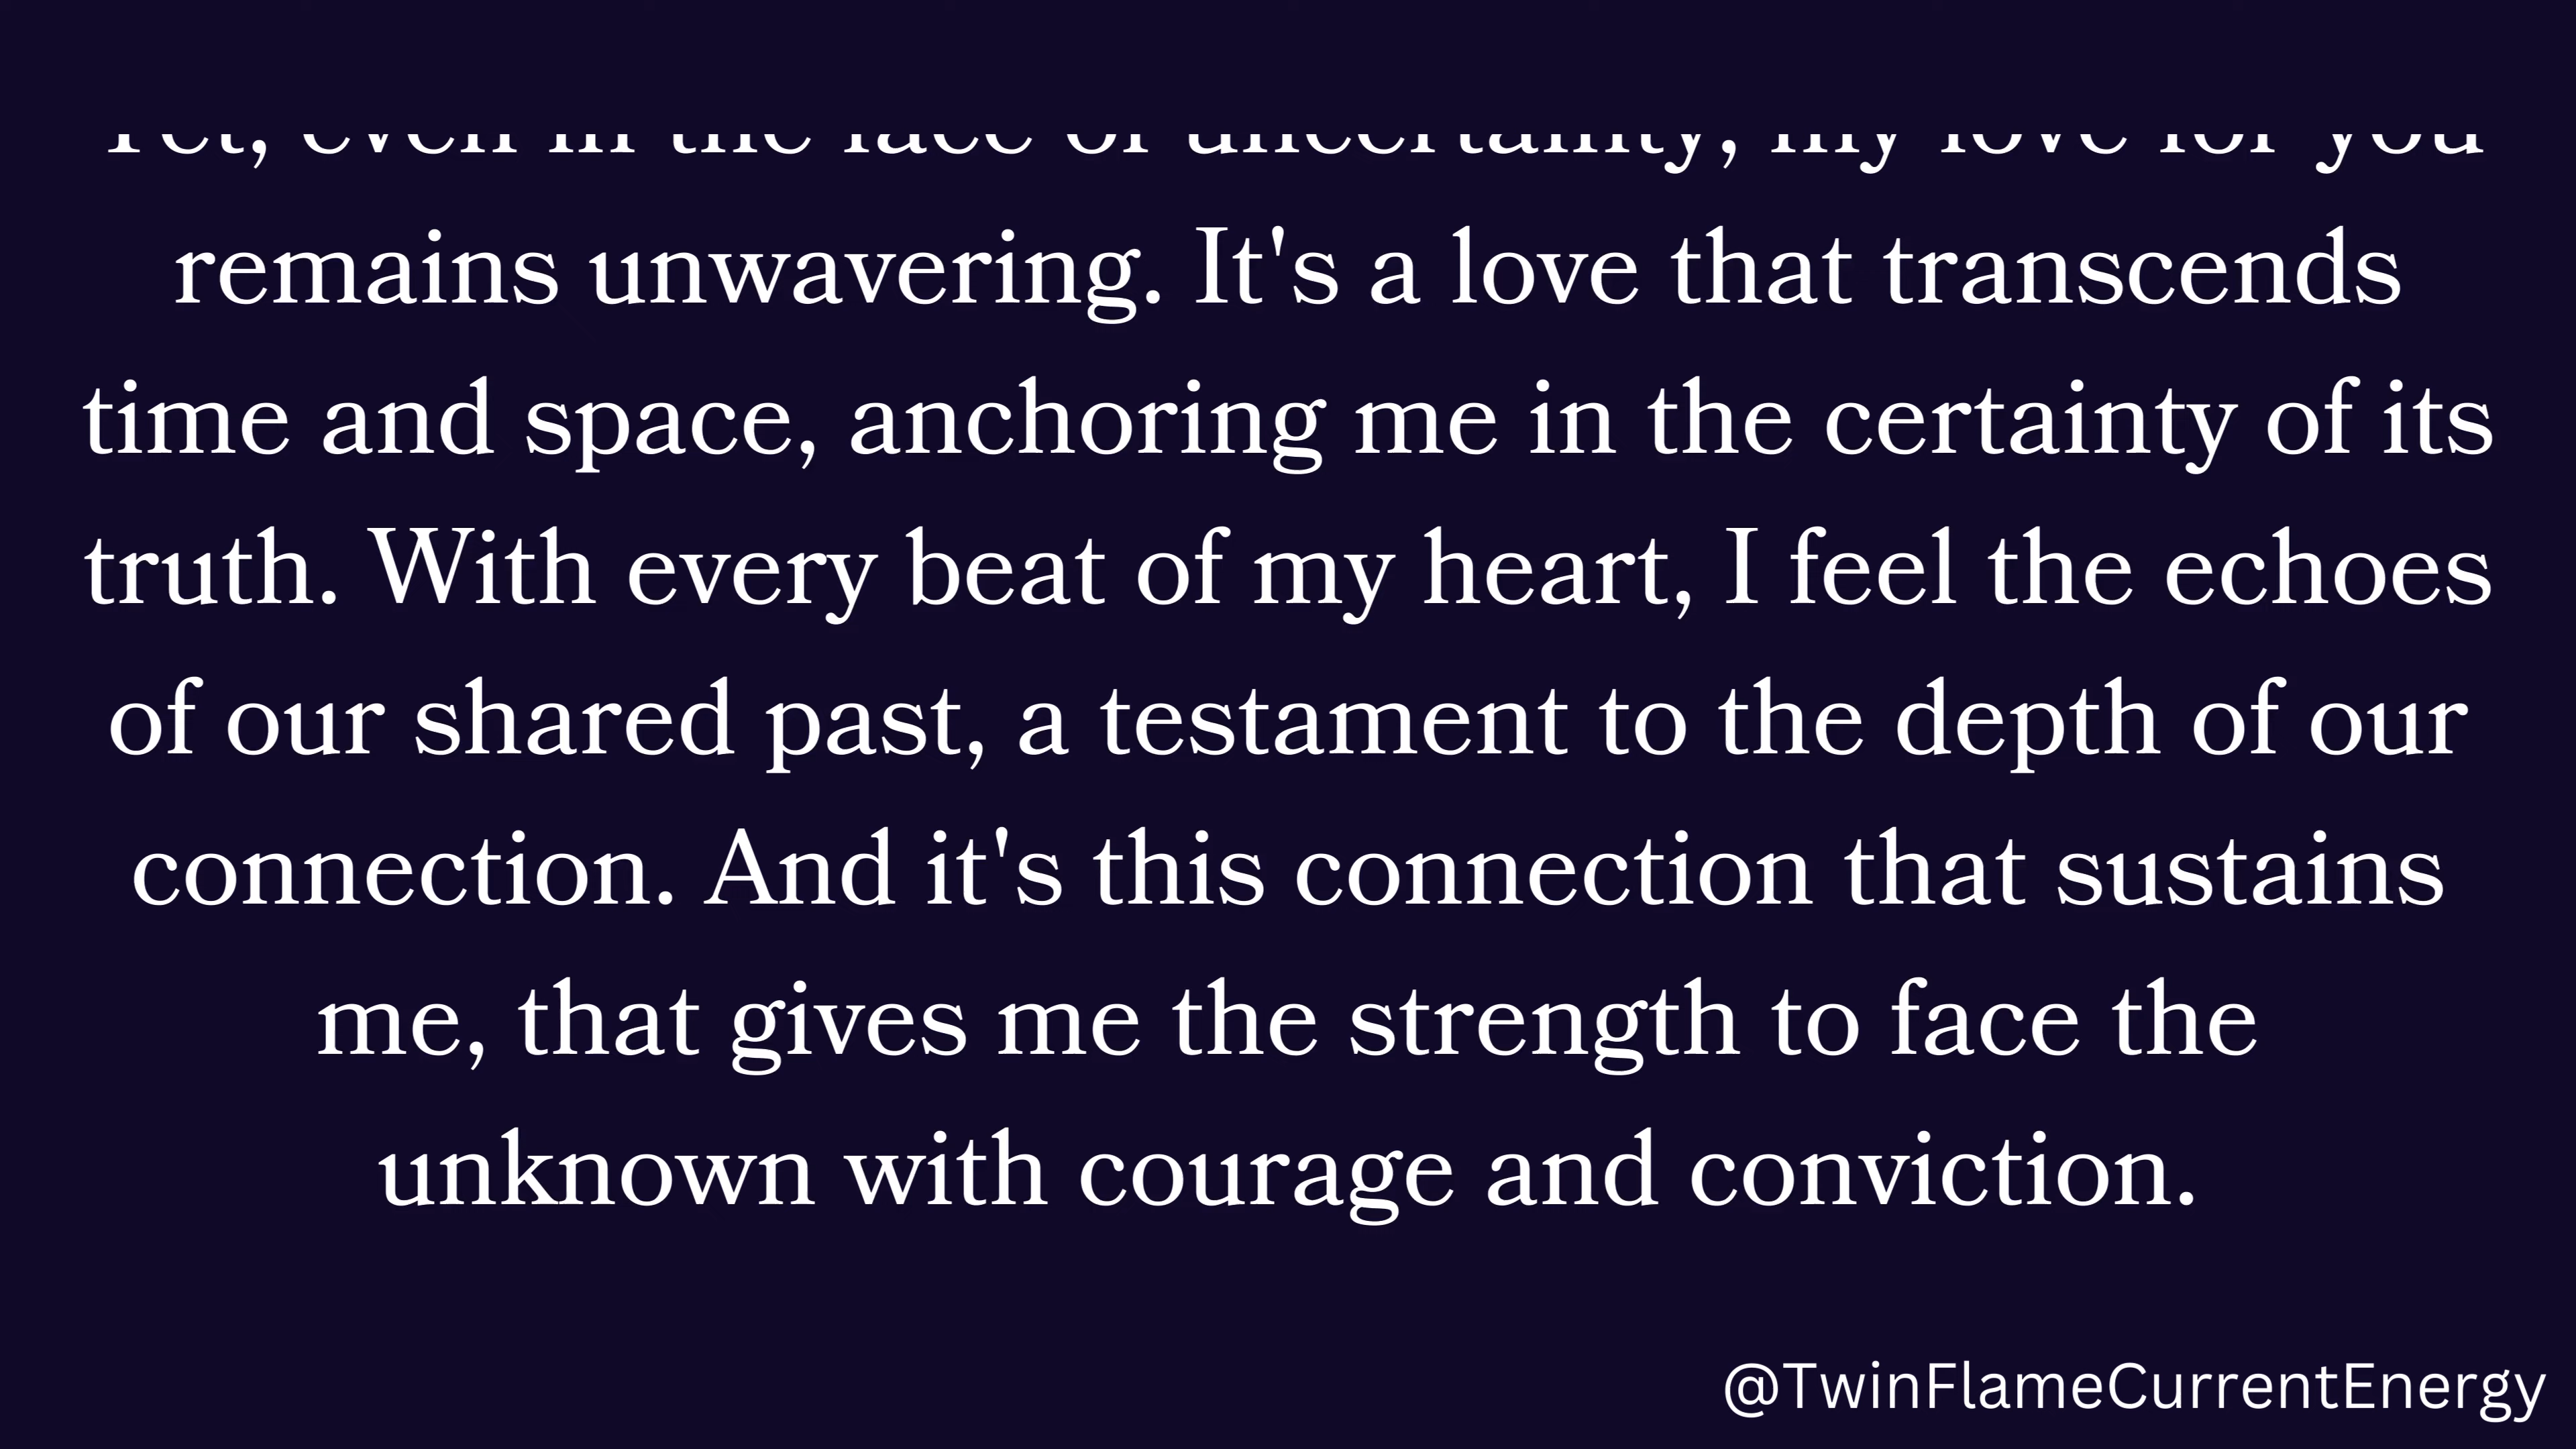 Yet, even in the face of uncertainty, my love for you
remains unwavering. It's a love that transcends
time and space, anchoring me in the certainty of its
truth. With every beat of my heart, I feel the echoes
of our shared past, a testament to the depth of our
connection. And it's this connection that sustains
me, that gives me the strength to face the
unknown with courage and conviction.
@TwinFlameCurrentEnergy